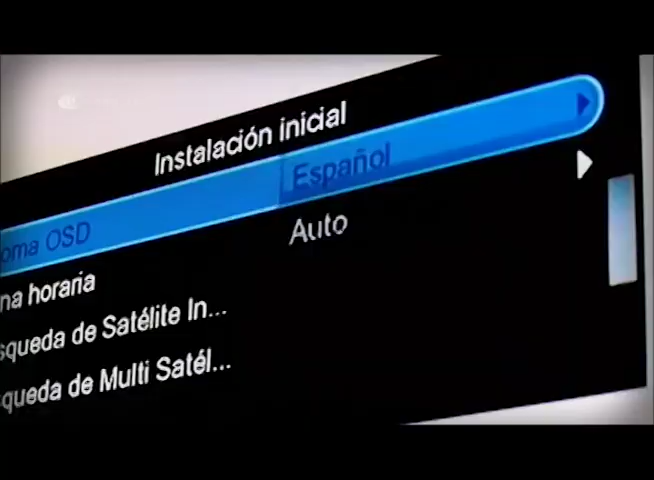 Instalación inicial
oma OSD Español
na horaria Auto
squeda de Satélite In...
squeda de Multi Satél...